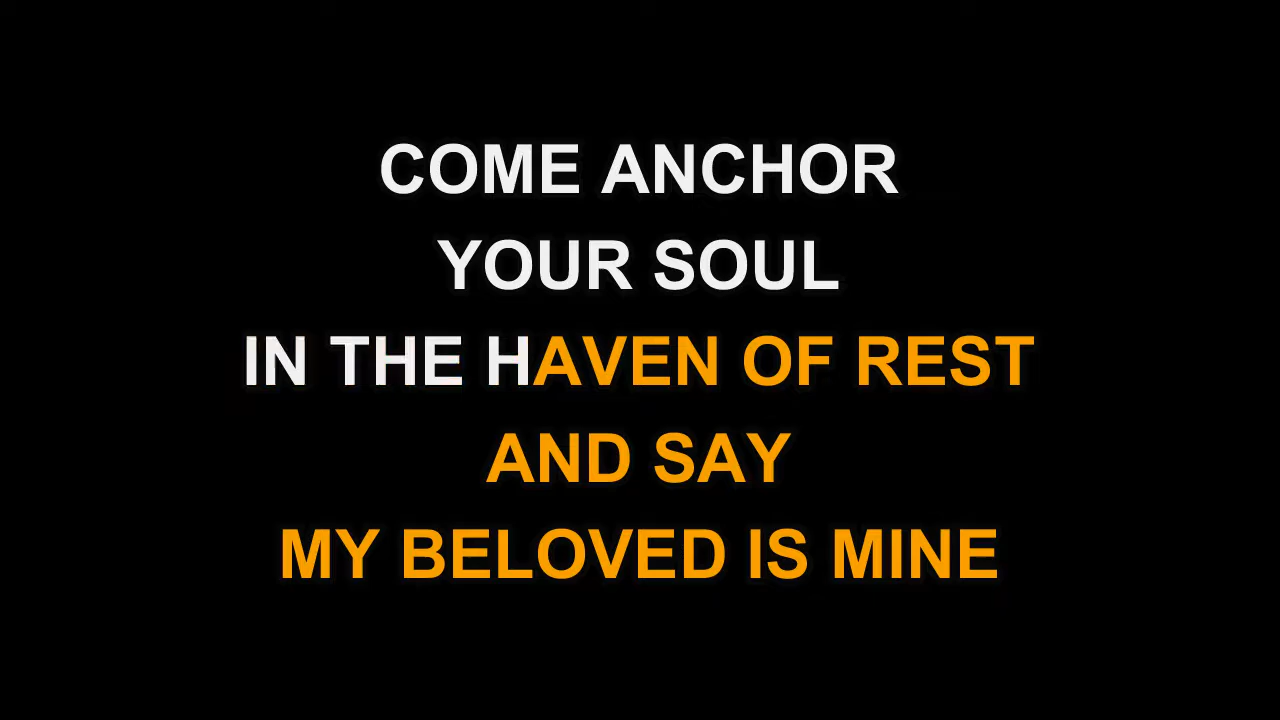 COME ANCHOR
YOUR SOUL
IN THE HAVEN OF REST
AND SAY
MY BELOVED IS MINE